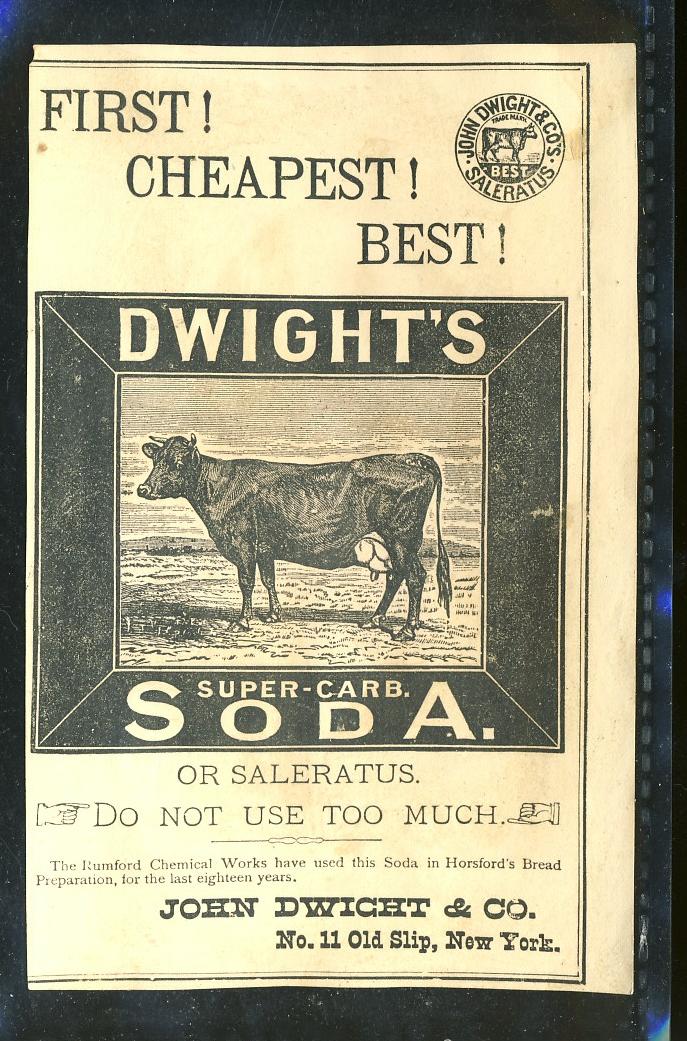 FIRST!
CHEAPEST!
BEST!
JOHN DWIGHT & CO'S
TRADE MARK
BEST
SALERATUS
DWIGHT'S
SUPER-CARB.
SODA.
OR SALERATUS.
DO NOT USE TOO MUCH.
The Rumford Chemical Works have used this Soda in Horsford's Bread
Preparation, for the last eighteen years.
JOHN DWIGHT & CO.
No. 11 Old Slip, New York.